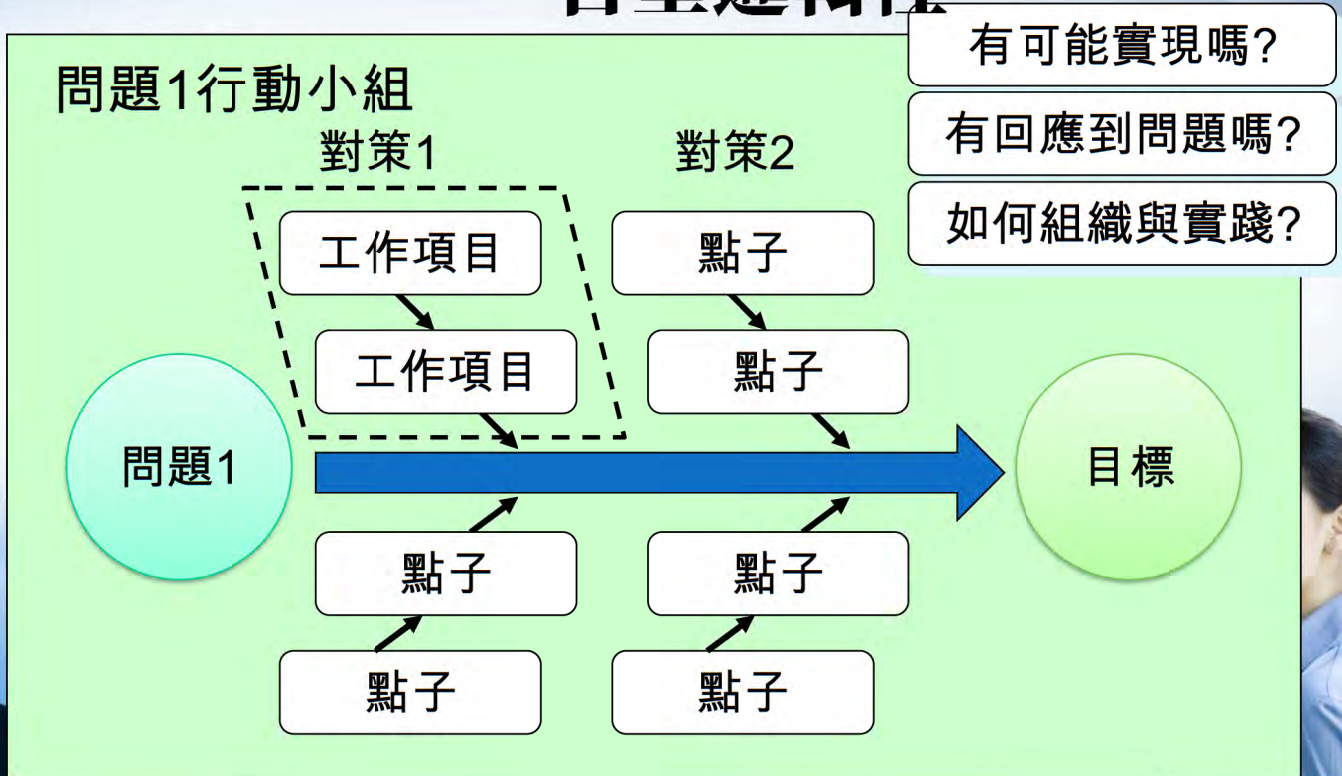 有可能實現嗎?
問題1行動小組
有回應到問題嗎?
對策1
對策2
如何組織與實踐?
工作項目
點子
工作項目
點子
問題1
目標
點子
點子
點子
點子